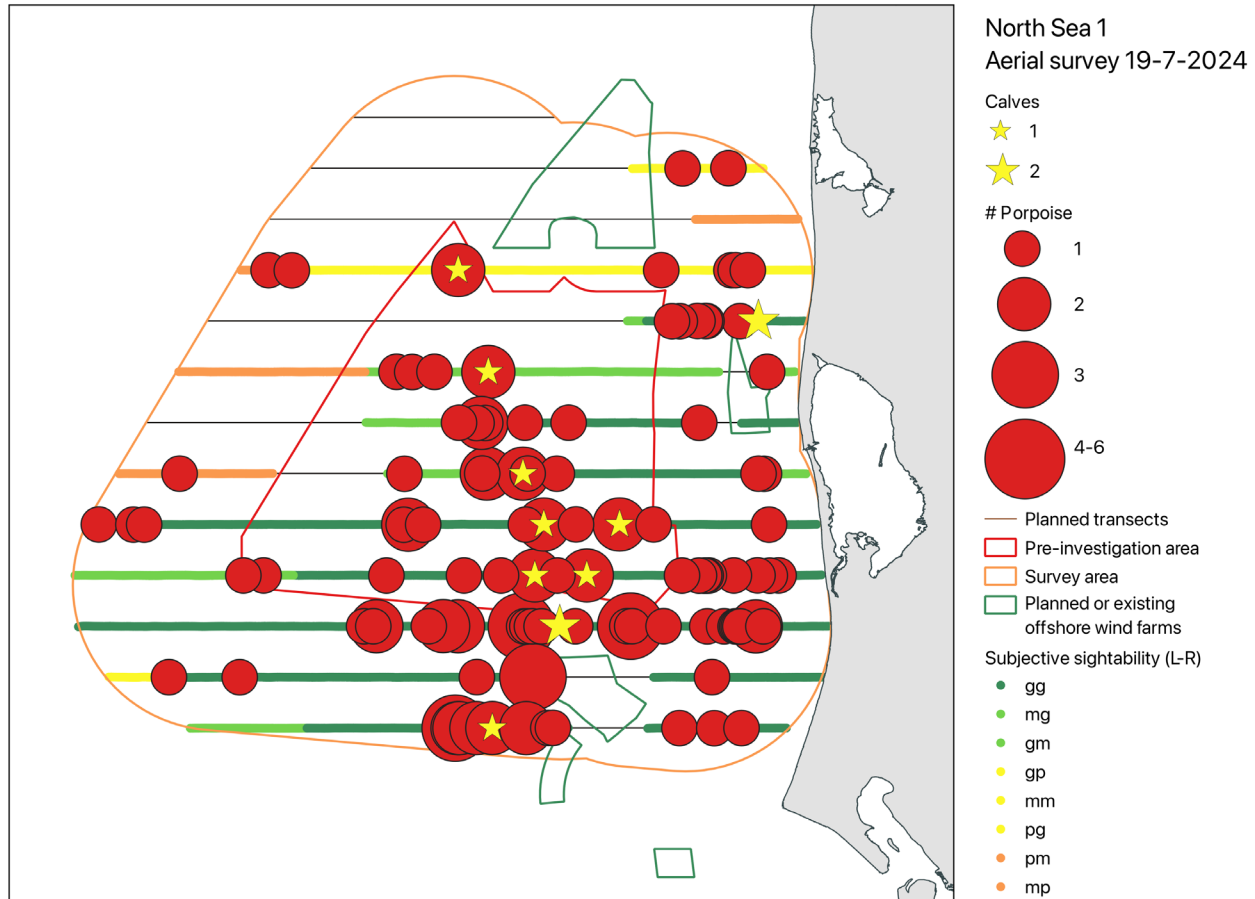 North Sea 1
Aerial survey 19-7-2024
Calves
1
2
# Porpoise
1
2
3
4-6
Planned transects
Pre-investigation area
Survey area
Planned or existing
offshore wind farms
Subjective sightability (L-R)
gg
mg
gm
gp
mm
pg
pm
mp